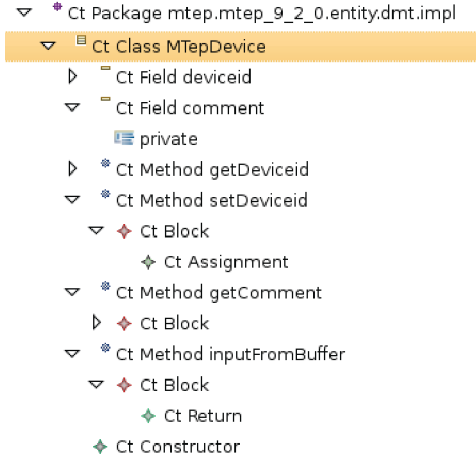 Ct Package mtep.mtep_9_2_0.entity.dmt.impl
Ct Class MTepDevice
Ct Field deviceid
Ct Field comment
private
Ct Method getDeviceid
Ct Method setDeviceid
Ct Block
Ct Assignment
Ct Method getComment
Ct Block
Ct Method inputFromBuffer
Ct Block
Ct Return
Ct Constructor